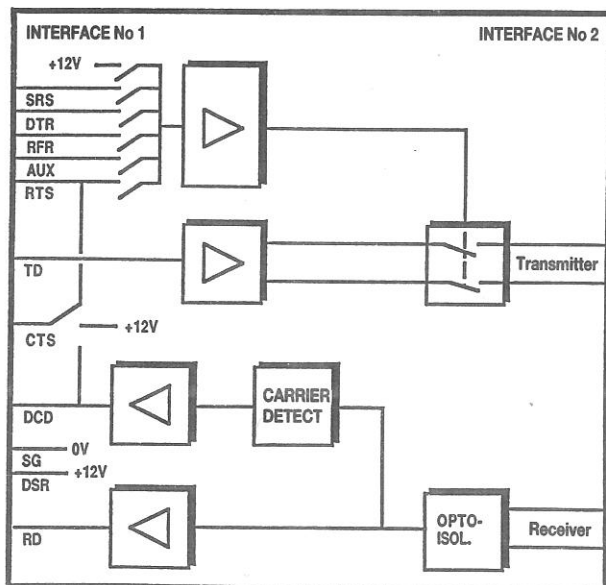 INTERFACE No 1
INTERFACE No 2
+12V
SRS
DTR
RFR
AUX
RTS
TD
Transmitter
CTS
+12V
DCD
CARRIER
DETECT
SG
0V
DSR
+12V
RD
OPTO-
ISOL.
Receiver